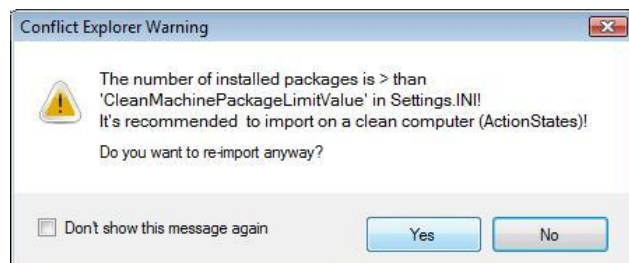 Conflict Explorer Warning
The number of installed packages is > than
'CleanMachinePackageLimitValue' in Settings.INI!
It's recommended to import on a clean computer (ActionStates)!
Do you want to re-import anyway?
Don't show this message again
Yes
No